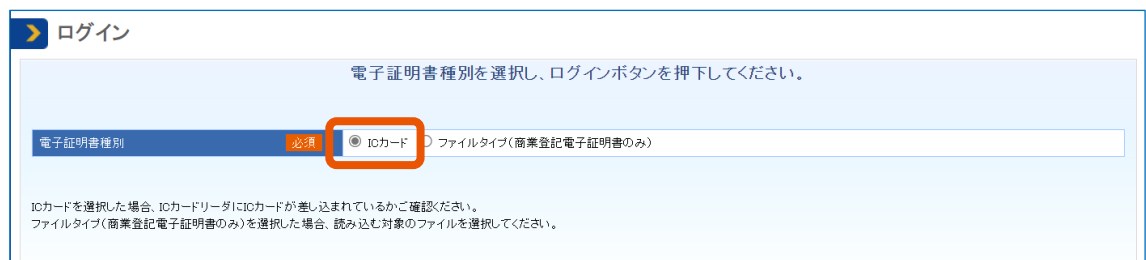 ログイン
電子証明書種別を選択し、ログインボタンを押下してください。
電子証明書種別 必須 ICカード ファイルタイプ(商業登記電子証明書のみ)
ICカードを選択した場合、ICカードリーダにICカードが差し込まれているかご確認ください。
ファイルタイプ(商業登記電子証明書のみ)を選択した場合、読み込む対象のファイルを選択してください。